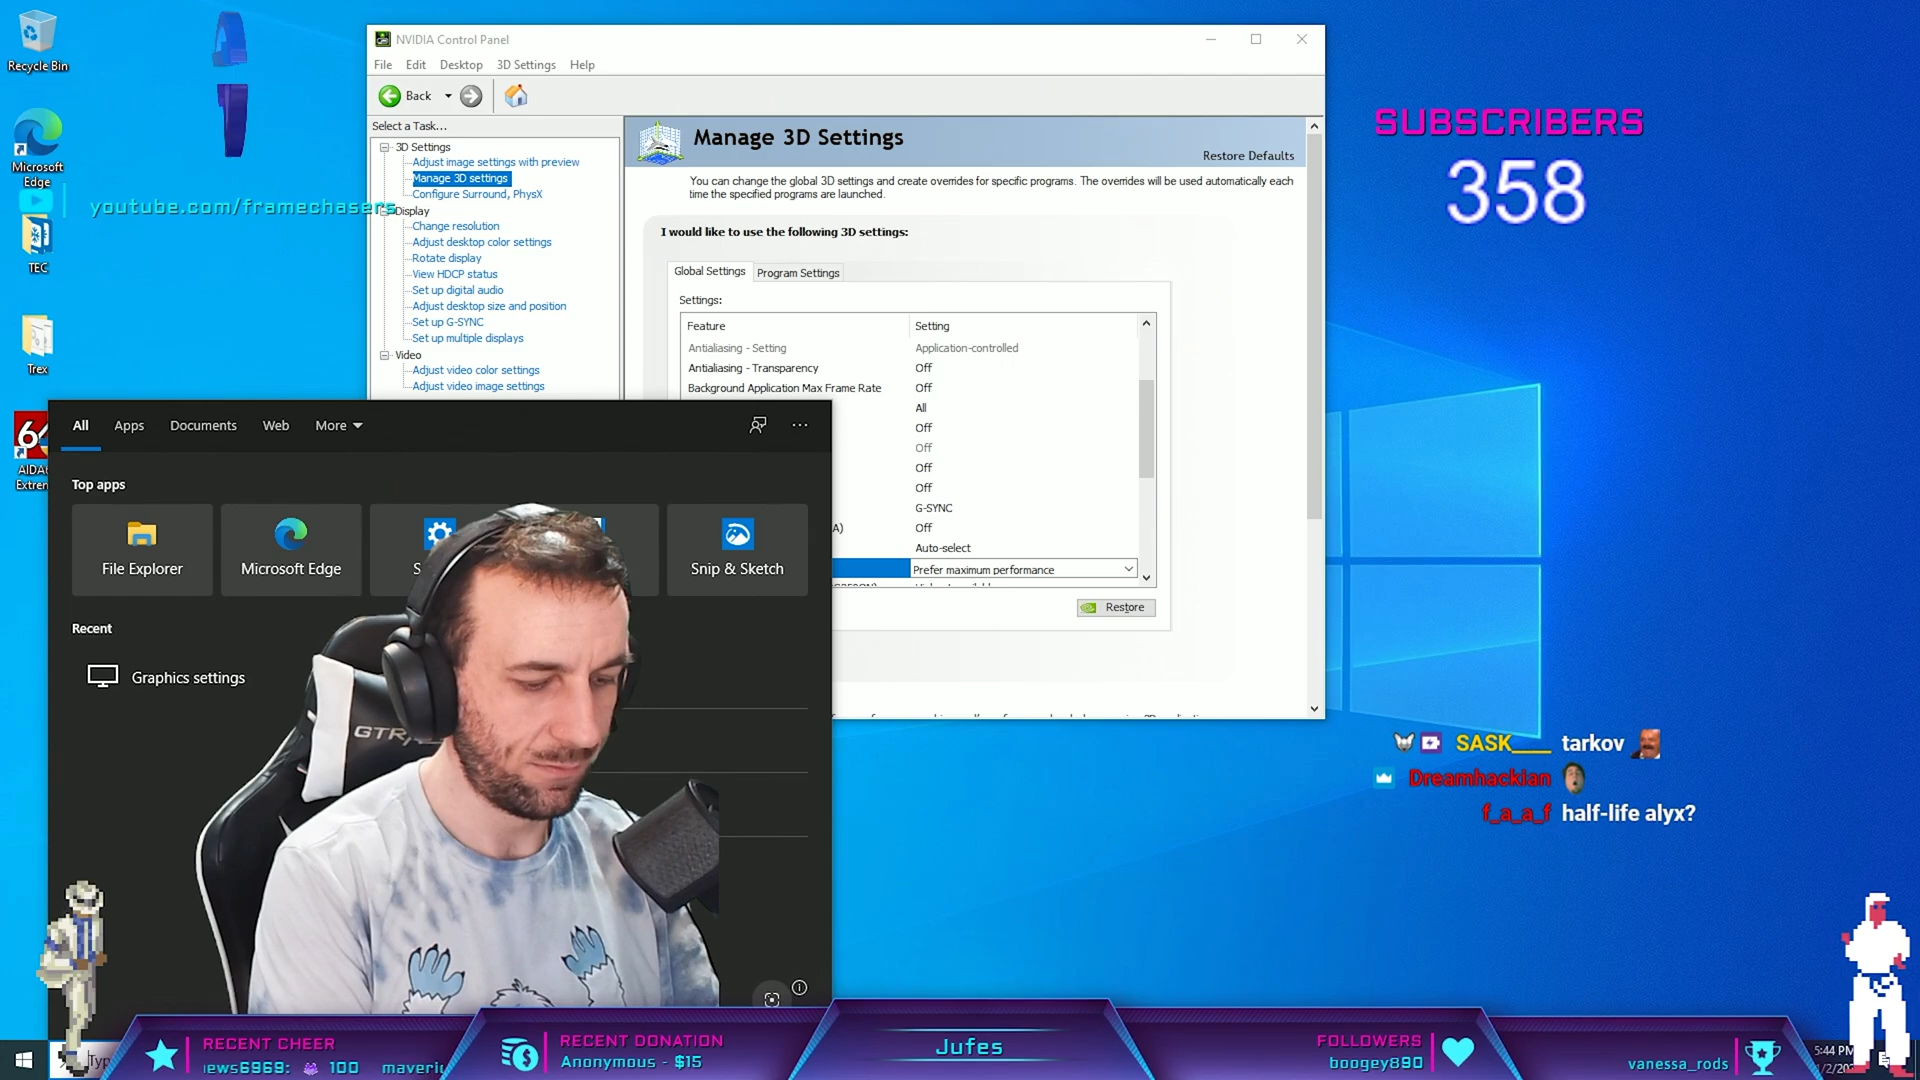 Recycle Bin
Microsoft
Edge
youtube.com/framechasers
TEC
Trex
NVIDIA Control Panel
File Edit Desktop 3D Settings Help
Back
Select a Task...
3D Settings
Adjust image settings with preview
Manage 3D settings
Configure Surround, PhysX
Display
Change resolution
Adjust desktop color settings
Rotate display
View HDCP status
Set up digital audio
Adjust desktop size and position
Set up G-SYNC
Set up multiple displays
Video
Adjust video color settings
Adjust video image settings
Manage 3D Settings
Restore Defaults
You can change the global 3D settings and create overrides for specific programs. The overrides will be used automatically each
time the specified programs are launched.
I would like to use the following 3D settings:
Global Settings Program Settings
Settings:
Feature Setting
Antialiasing - Setting Application-controlled
Antialiasing - Transparency Off
Background Application Max Frame Rate Off
All
Off
Off
Off
Off
G-SYNC
A) Off
Auto-select
Prefer maximum performance
Restore
All Apps Documents Web More
Top apps
File Explorer
Microsoft Edge
S
Snip & Sketch
Recent
Graphics settings
GTR
SUBSCRIBERS
358
SASK____ tarkov
Dreamhackian
f_a_a_f half-life alyx?
RECENT CHEER
ews6969: 100 maveric
RECENT DONATION
Anonymous - $15
Jufes
FOLLOWERS
boogey890
vanessa_rods
5:44 PM